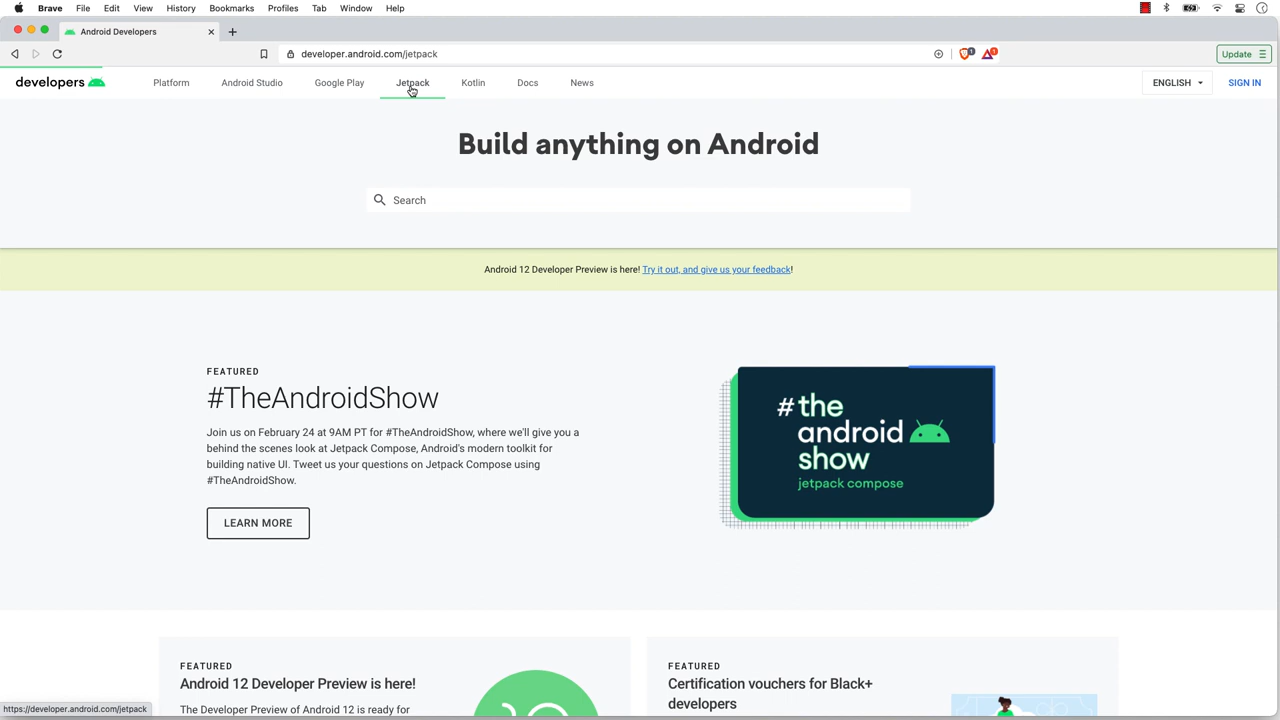 Brave File Edit View History Bookmarks Profiles Tab Window Help
Android Developers
developer.android.com/jetpack
1
1
Update
developers Platform Android Studio Google Play Jetpack Kotlin Docs News ENGLISH SIGN IN
Build anything on Android
Search
Android 12 Developer Preview is here! Try it out, and give us your feedback!
FEATURED
#TheAndroidShow
Join us on February 24 at 9AM PT for #TheAndroidShow, where we'll give you a
behind the scenes look at Jetpack Compose, Android's modern toolkit for
building native UI. Tweet us your questions on Jetpack Compose using
#TheAndroidShow.
LEARN MORE
#the
android
show
jetpack compose
FEATURED
Android 12 Developer Preview is here!
The Developer Preview of Android 12 is ready for
FEATURED
Certification vouchers for Black+
developers
https://developer.android.com/jetpack